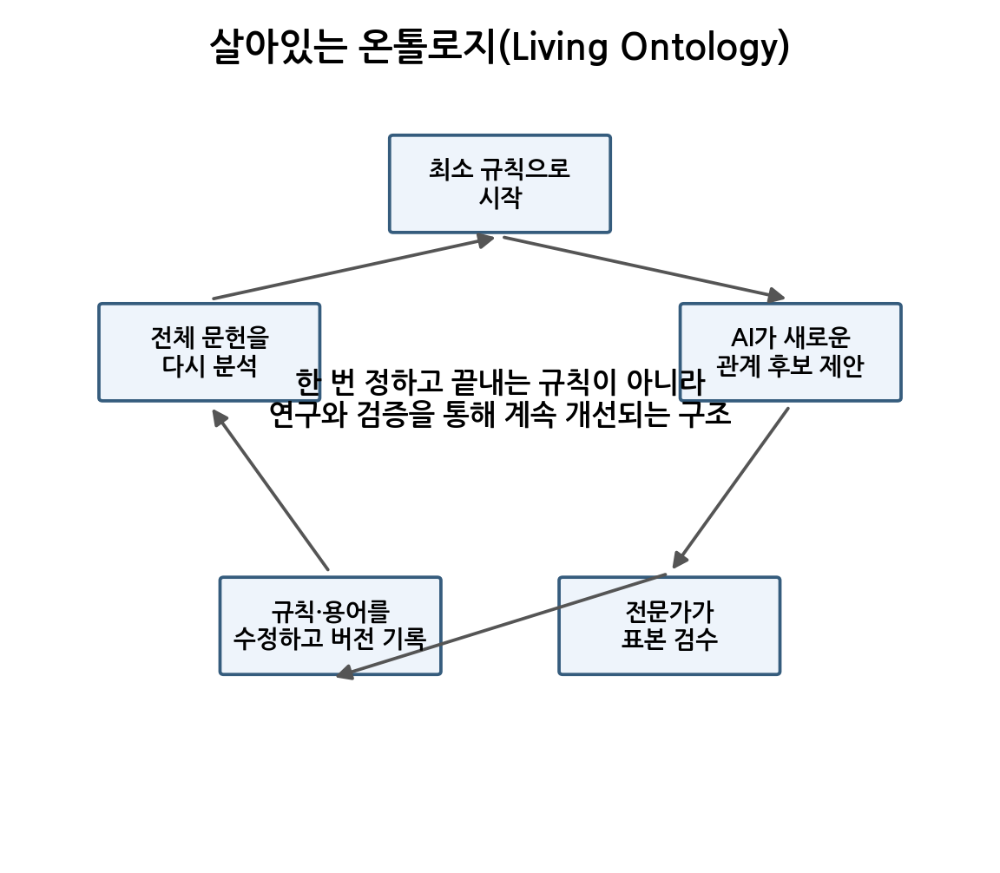 살아있는 온톨로지(Living Ontology)
최소 규칙으로
시작
전체 문헌을
다시 분석
AI가 새로운
관계 후보 제안
한 번 정하고 끝내는 규칙이 아니라
연구와 검증을 통해 계속 개선되는 구조
규칙·용어를
수정하고 버전 기록
전문가가
표본 검수